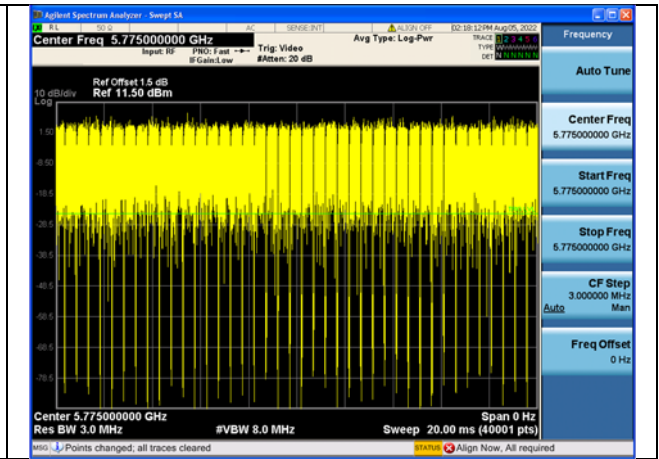 Agilent Spectrum Analyzer - Swept SA
RL 50 Ω AC SENSE:INT ALIGN OFF 02:18:12 PM Aug 05, 2022
Center Freq 5.775000000 GHz
Avg Type: Log-Pwr
TRACE 1 2 3 4 5 6
Input: RF PNO: Fast Trig: Video
TYPE
IFGain:Low #Atten: 20 dB
DET N N N N N N
Ref Offset 1.5 dB
10 dB/div Ref 11.50 dBm
Log
1.50
-8.50
-18.5
-28.5
-38.5
-48.5
-58.5
-68.5
-78.5
Center 5.775000000 GHz Span 0 Hz
Res BW 3.0 MHz #VBW 8.0 MHz Sweep 20.00 ms (40001 pts)
MSG Points changed; all traces cleared STATUS Align Now, All required
Frequency
Auto Tune
Center Freq
5.775000000 GHz
Start Freq
5.775000000 GHz
Stop Freq
5.775000000 GHz
CF Step
3.000000 MHz
Auto Man
Freq Offset
0 Hz